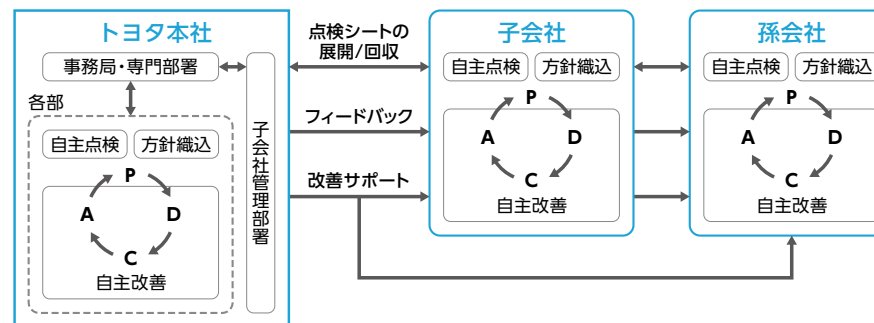 トヨタ本社
事務局・専門部署
各部
自主点検
方針織込
P
A
D
C
自主改善
子会社管理部署
点検シートの
展開/回収
フィードバック
改善サポート
子会社
自主点検
方針織込
P
A
D
C
自主改善
孫会社
自主点検
方針織込
P
A
D
C
自主改善